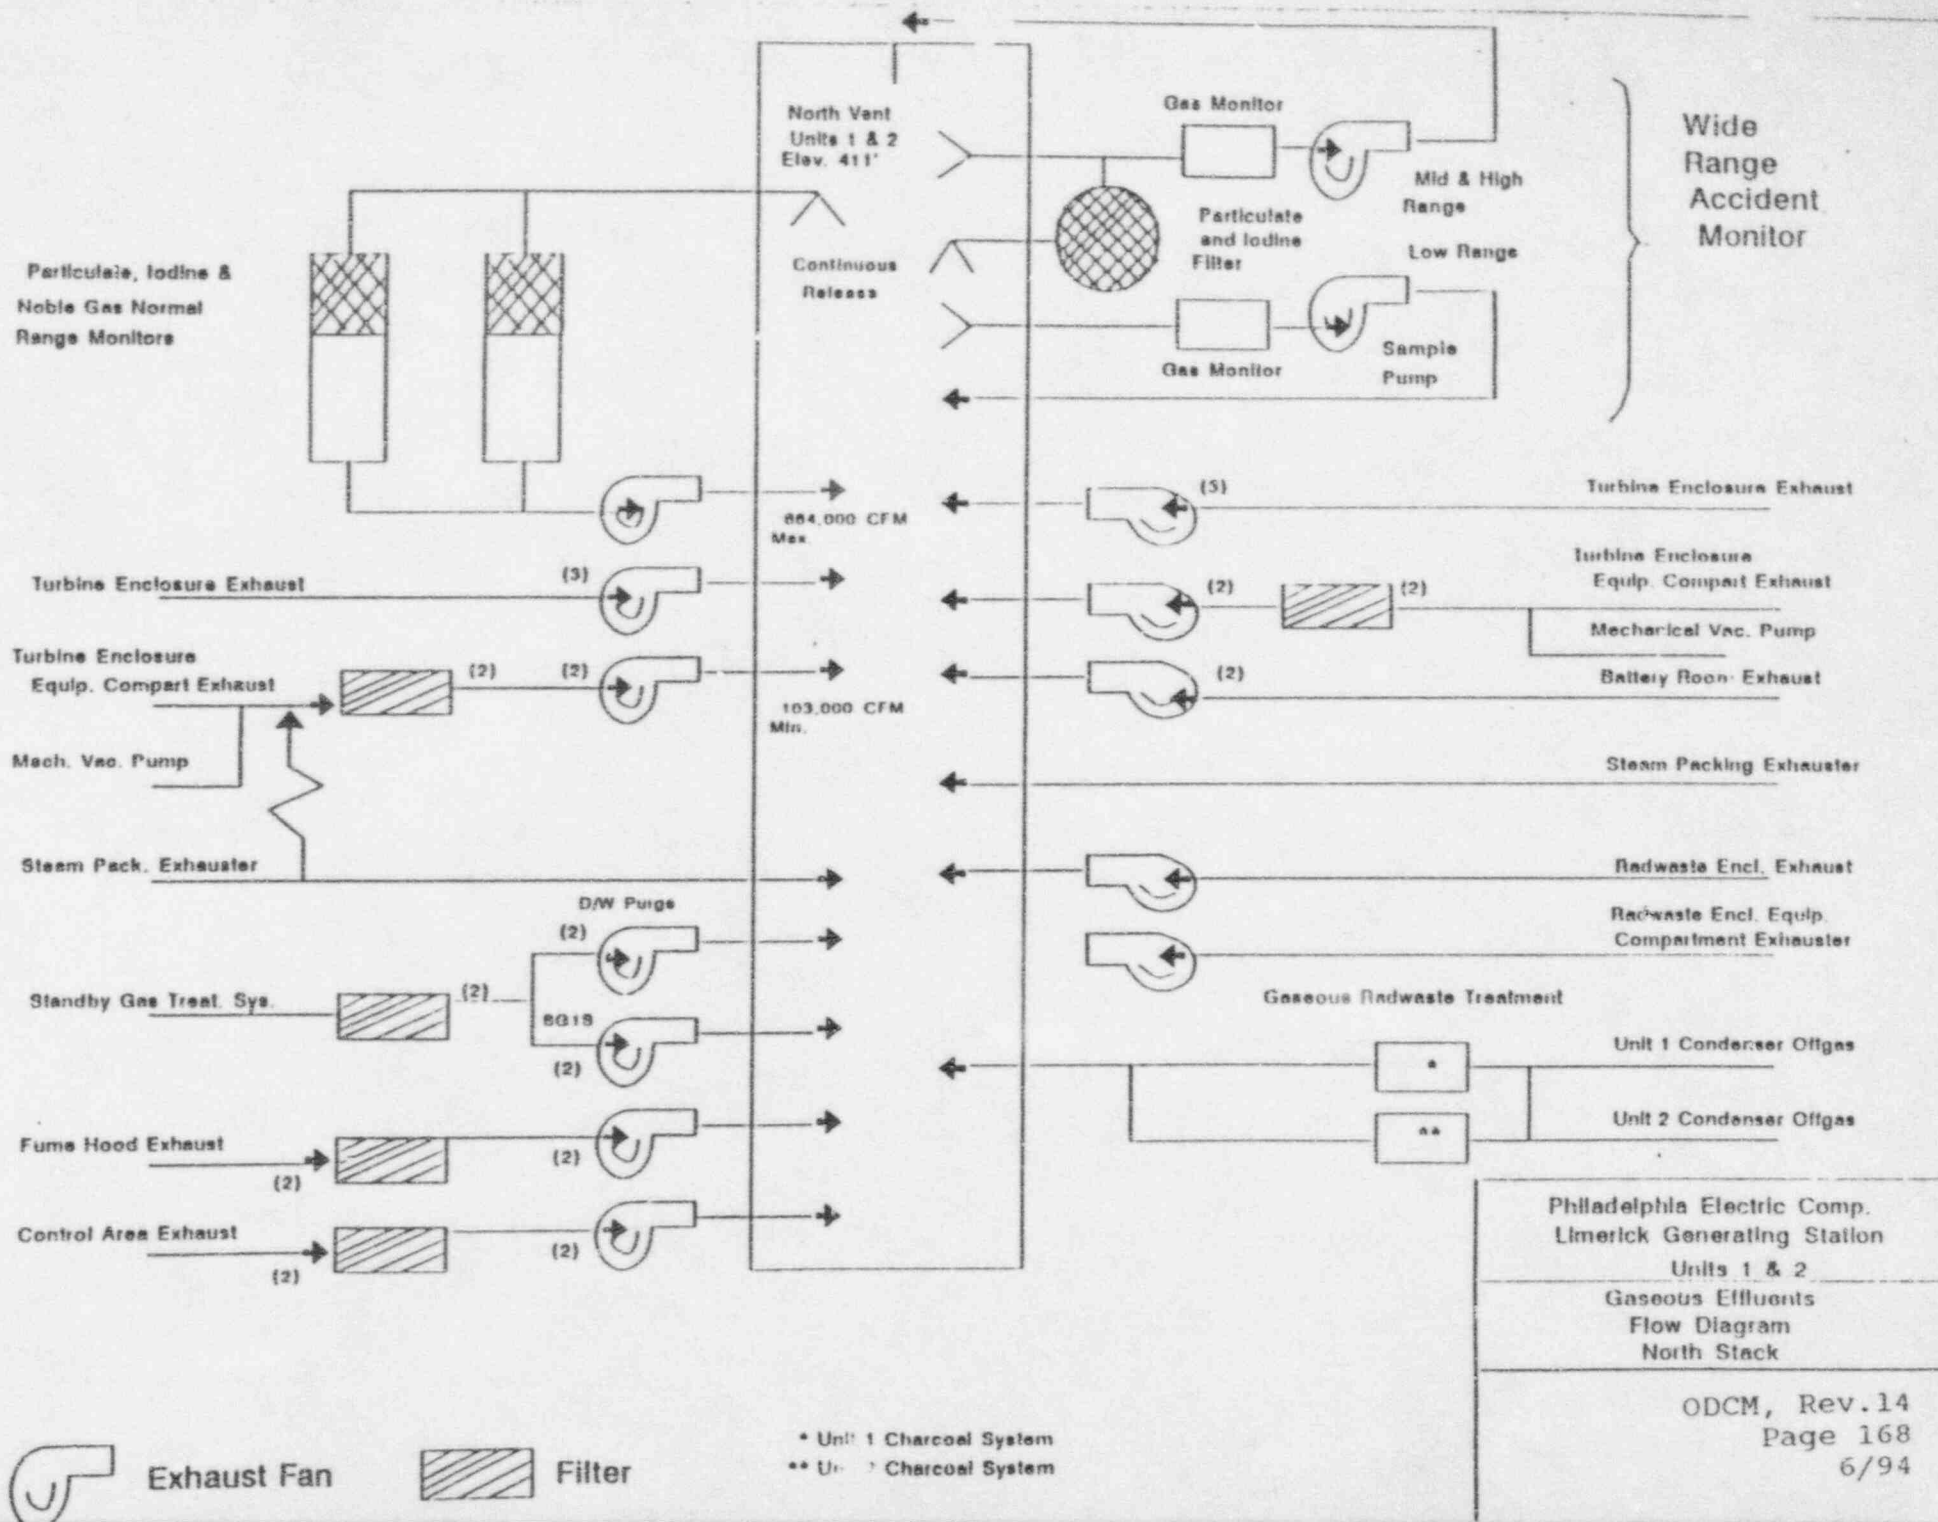 North Vent
Units 1 & 2
Elev. 411'
Gas Monitor
Mid & High
Range
Particulate
and Iodine
Filter
Low Range
Wide
Range
Accident
Monitor
Particulate, Iodine &
Noble Gas Normal
Range Monitors
Continuous
Release
Gas Monitor
Sample
Pump
CFM
Max.
Turbine Enclosure Exhaust
(3)
Turbine Enclosure
Equip. Compart Exhaust
(2)
(2)
103,000 CFM
Min.
Mech. Vac. Pump
Steam Pack. Exhauster
D/W Purge
(2)
Standby Gas Treat. Sys.
(2)
(2)
Fume Hood Exhaust
(2)
(2)
Control Area Exhaust
(2)
(2)
Turbine Enclosure Exhaust
Turbine Enclosure
Equip. Compart Exhaust
(2)
(2)
Mechanical Vac. Pump
Battery Room Exhaust
(2)
Steam Packing Exhauster
Radwaste Encl. Exhaust
Radwaste Encl. Equip.
Compartment Exhauster
Gaseous Radwaste Treatment
Unit 1 Condenser Offgas
*
Unit 2 Condenser Offgas
**
Philadelphia Electric Comp.
Limerick Generating Station
Units 1 & 2
Gaseous Effluents
Flow Diagram
North Stack
ODCM, Rev.14
Page 168
6/94
Exhaust Fan
Filter
* Unit 1 Charcoal System
** Charcoal System